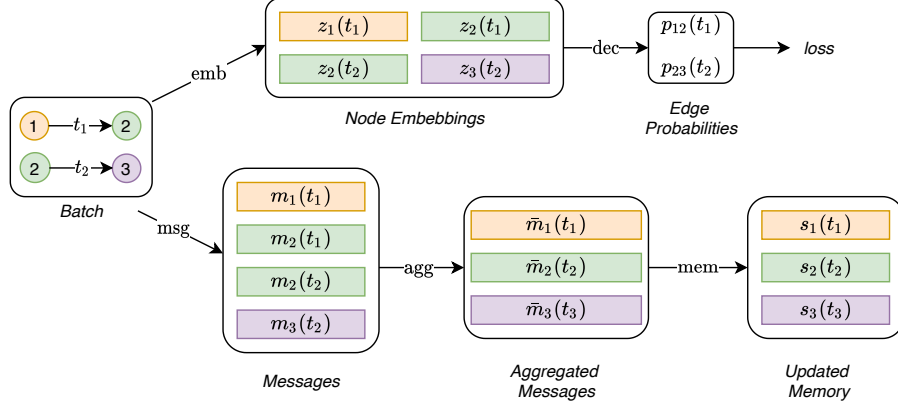 z₁(t₁) z₂(t₁)
z₂(t₂) z₃(t₂)
Node Embebbings
emb
dec
p₁₂(t₁)
p₂₃(t₂)
Edge
Probabilities
loss
1 t₁ 2
2 t₂ 3
Batch
msg
m₁(t₁)
m₂(t₁)
m₂(t₂)
m₃(t₂)
Messages
agg
m̄₁(t₁)
m̄₂(t₂)
m̄₃(t₃)
Aggregated
Messages
mem
s₁(t₁)
s₂(t₂)
s₃(t₃)
Updated
Memory